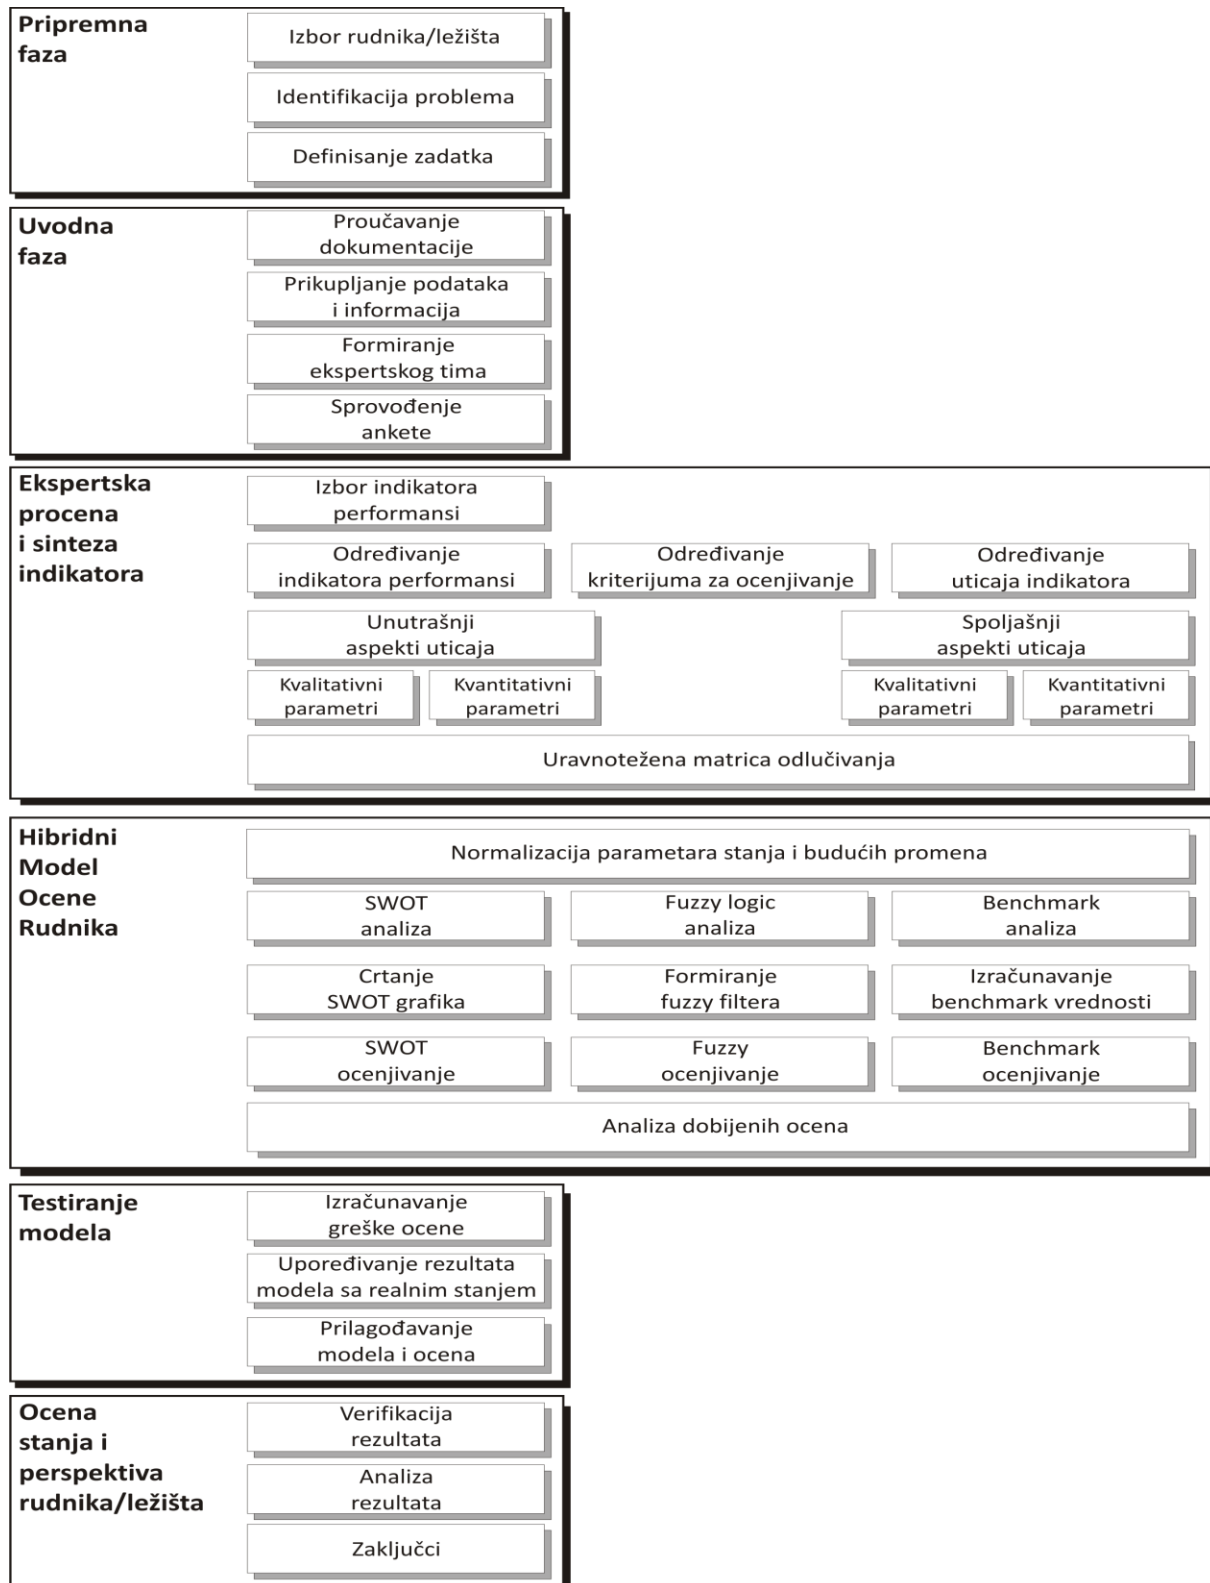 Pripremna
faza
Izbor rudnika/ležišta
Identifikacija problema
Definisanje zadatka
Uvodna
faza
Proučavanje
dokumentacije
Prikupljanje podataka
i informacija
Formiranje
ekspertskog tima
Sprovođenje
ankete
Ekspertska
procena
i sinteza
indikatora
Izbor indikatora
performansi
Određivanje
indikatora performansi
Određivanje
kriterijuma za ocenjivanje
Određivanje
uticaja indikatora
Unutrašnji
aspekti uticaja
Spoljašnji
aspekti uticaja
Kvalitativni
parametri
Kvantitativni
parametri
Kvalitativni
parametri
Kvantitativni
parametri
Uravnotežena matrica odlučivanja
Hibridni
Model
Ocene
Rudnika
Normalizacija parametara stanja i budućih promena
SWOT
analiza
Fuzzy logic
analiza
Benchmark
analiza
Crtanje
SWOT grafika
Formiranje
fuzzy filtera
Izračunavanje
benchmark vrednosti
SWOT
ocenjivanje
Fuzzy
ocenjivanje
Benchmark
ocenjivanje
Analiza dobijenih ocena
Testiranje
modela
Izračunavanje
greške ocene
Upoređivanje rezultata
modela sa realnim stanjem
Prilagođavanje
modela i ocena
Ocena
stanja i
perspektiva
rudnika/ležišta
Verifikacija
rezultata
Analiza
rezultata
Zaključci